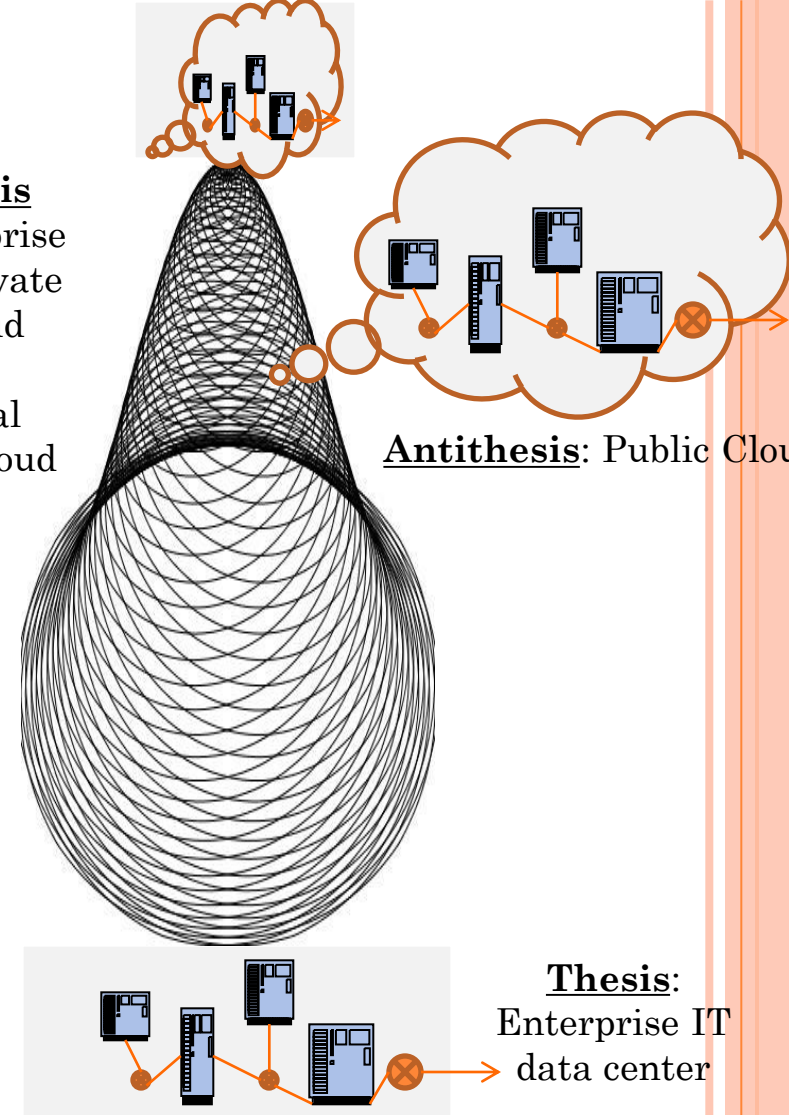 is
prise
vate
d
al
oud
Antithesis: Public Clou
Thesis:
Enterprise IT
data center